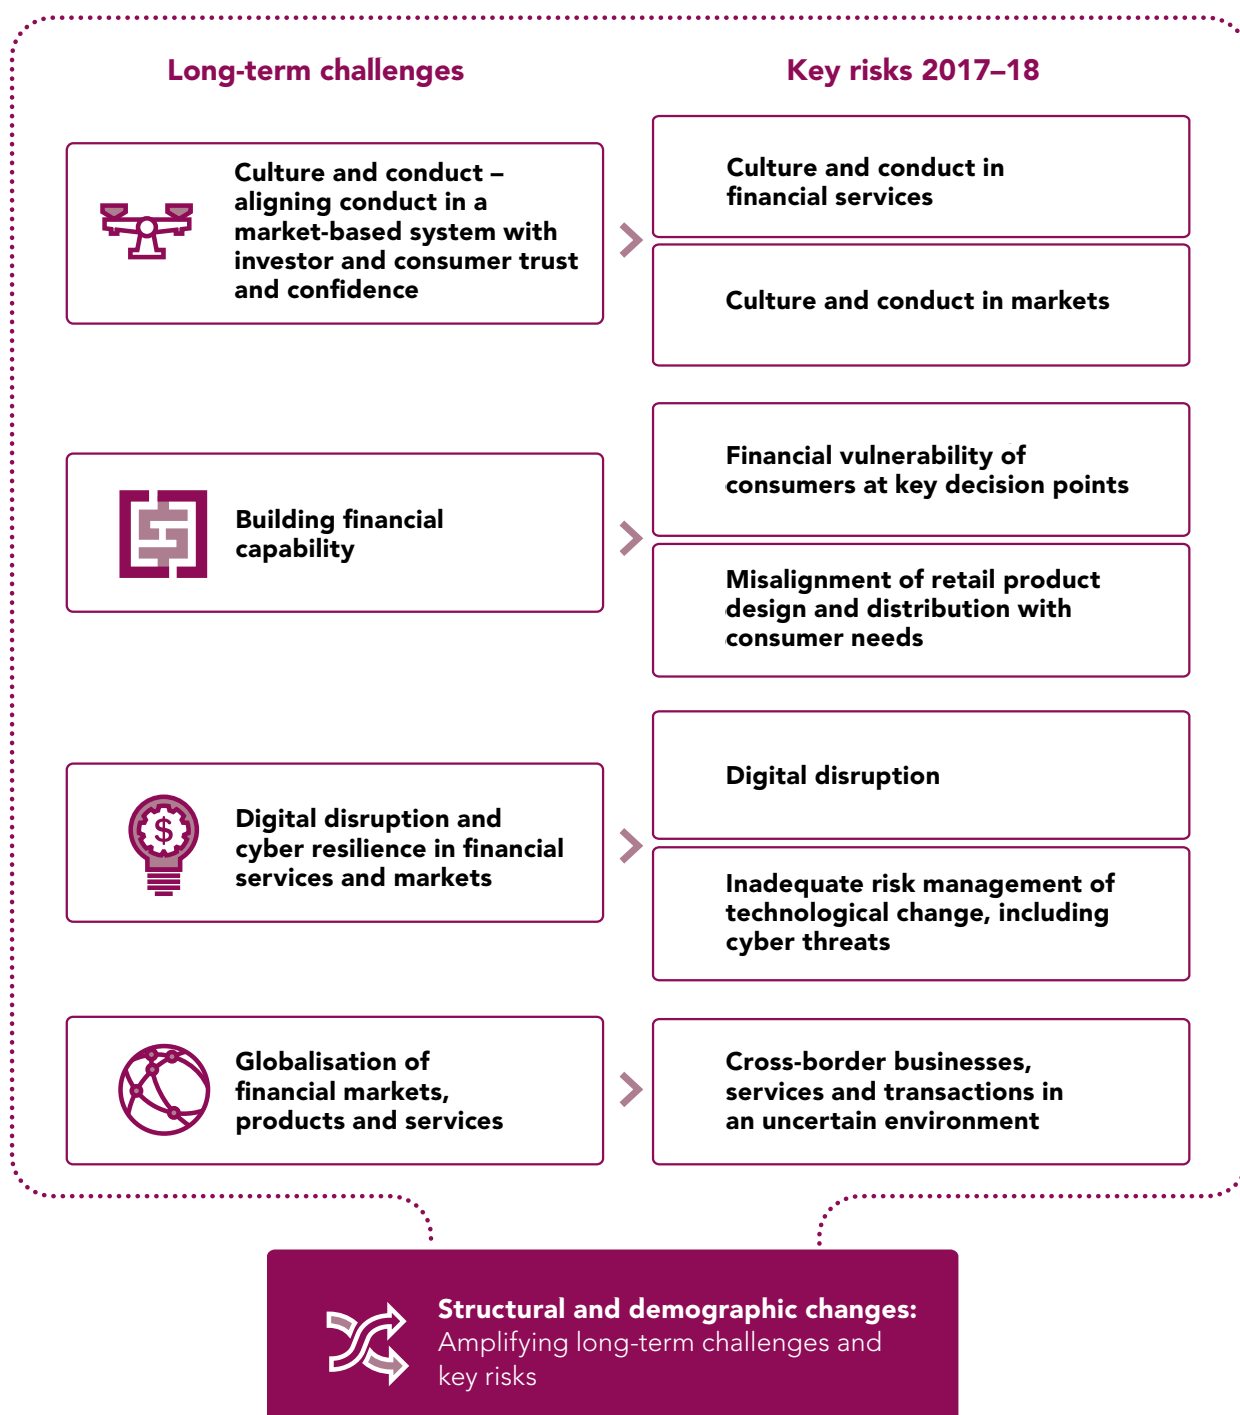 Long-term challenges
Key risks 2017–18
Culture and conduct –
aligning conduct in a
market-based system with
investor and consumer trust
and confidence
Culture and conduct in
financial services
Culture and conduct in markets
Building financial
capability
Financial vulnerability of
consumers at key decision points
Misalignment of retail product
design and distribution with
consumer needs
$
Digital disruption and
cyber resilience in financial
services and markets
Digital disruption
Inadequate risk management of
technological change, including
cyber threats
Globalisation of
financial markets,
products and services
Cross-border businesses,
services and transactions in
an uncertain environment
Structural and demographic changes:
Amplifying long-term challenges and
key risks